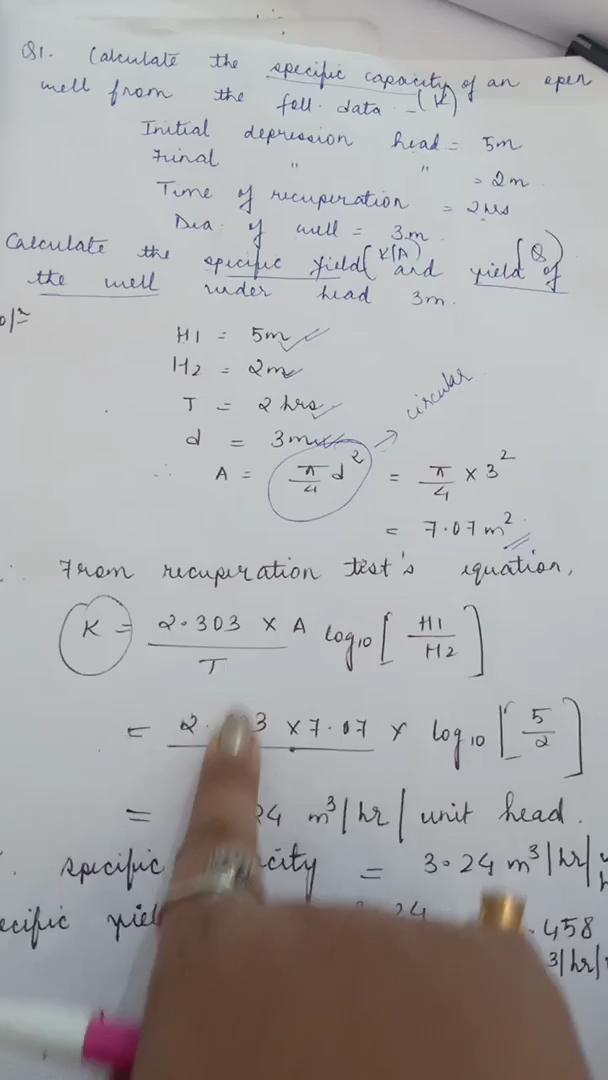 Q1. Calculate the specific capacity of an open
well from the foll. data - (K)
Initial depression head = 5m
Final " " = 2m
Time of recuperation = 2 hrs
Dia. of well = 3m
Calculate the specific yield (K/A) and yield (Q) of
the well under head 3m.
H1 = 5m
H2 = 2m
T = 2 hrs
d = 3m
circular
∴ A = π/4 d² = π/4 × 3²
= 7.07 m²
From recuperation test's equation,
K = 2.303 × A / T log10 [H1/H2]
= × 7.07 × log10 [5/2]
= 24 m³/hr/unit head.
specific = 3.24 m³/hr/
458
³/hr/